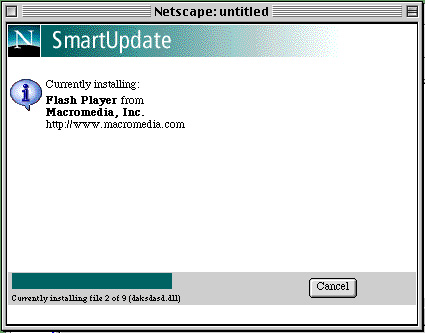 Netscape: untitled
N SmartUpdate
Currently installing:
Flash Player from
Macromedia, Inc.
http://www.macromedia.com
Cancel
Currently installing file 2 of 9 (daksdasd.dll)